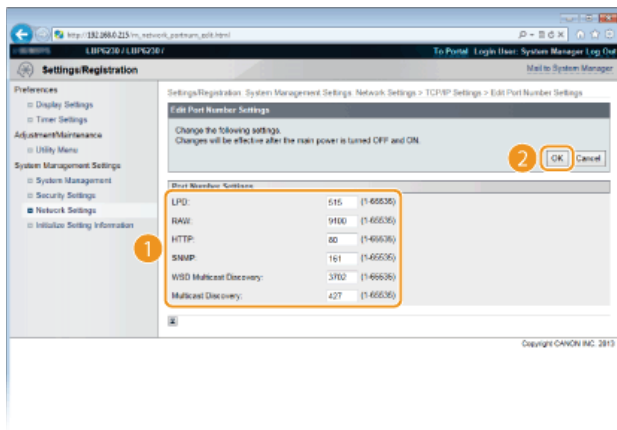 http://192.168.0.215/m_network_portnum_edit.html
LBP6230 / LBP6230 /
To Portal Login User: System Manager Log Out
Settings/Registration
Mail to System Manager
Preferences
Display Settings
Timer Settings
Adjustment/Maintenance
Utility Menu
System Management Settings
System Management
Security Settings
Network Settings
Initialize Setting Information
Settings/Registration: System Management Settings: Network Settings > TCP/IP Settings > Edit Port Number Settings
Edit Port Number Settings
Change the following settings.
Changes will be effective after the main power is turned OFF and ON.
2
OK Cancel
Port Number Settings
1
LPD: 515 (1-65535)
RAW: 9100 (1-65535)
HTTP: 80 (1-65535)
SNMP: 161 (1-65535)
WSD Multicast Discovery: 3702 (1-65535)
Multicast Discovery: 427 (1-65535)
Copyright CANON INC. 2013